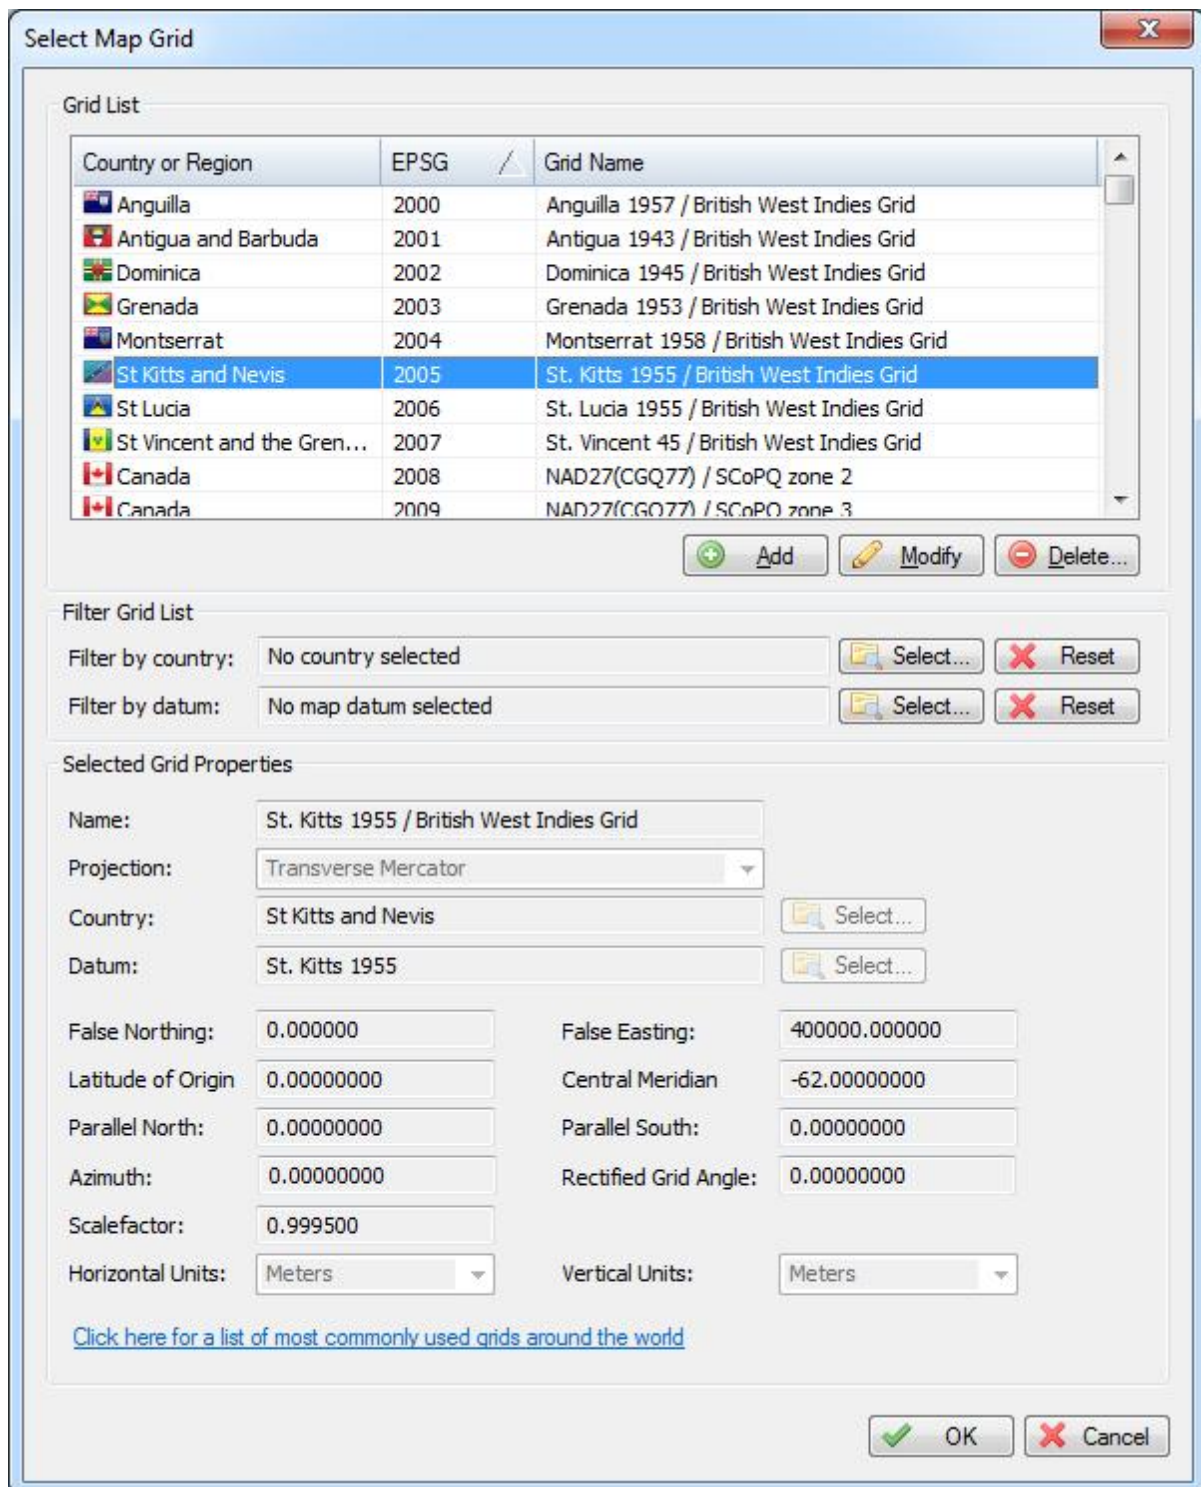 Select Map Grid
Grid List
Country or Region EPSG Grid Name
Anguilla 2000 Anguilla 1957 / British West Indies Grid
Antigua and Barbuda 2001 Antigua 1943 / British West Indies Grid
Dominica 2002 Dominica 1945 / British West Indies Grid
Grenada 2003 Grenada 1953 / British West Indies Grid
Montserrat 2004 Montserrat 1958 / British West Indies Grid
St Kitts and Nevis 2005 St. Kitts 1955 / British West Indies Grid
St Lucia 2006 St. Lucia 1955 / British West Indies Grid
St Vincent and the Gren... 2007 St. Vincent 45 / British West Indies Grid
Canada 2008 NAD27(CGQ77) / SCoPQ zone 2
Canada 2009 NAD27(CGQ77) / SCoPQ zone 3
Add Modify Delete...
Filter Grid List
Filter by country: No country selected Select... Reset
Filter by datum: No map datum selected Select... Reset
Selected Grid Properties
Name: St. Kitts 1955 / British West Indies Grid
Projection: Transverse Mercator
Country: St Kitts and Nevis Select...
Datum: St. Kitts 1955 Select...
False Northing: 0.000000 False Easting: 400000.000000
Latitude of Origin 0.00000000 Central Meridian -62.00000000
Parallel North: 0.00000000 Parallel South: 0.00000000
Azimuth: 0.00000000 Rectified Grid Angle: 0.00000000
Scalefactor: 0.999500
Horizontal Units: Meters Vertical Units: Meters
Click here for a list of most commonly used grids around the world
OK Cancel